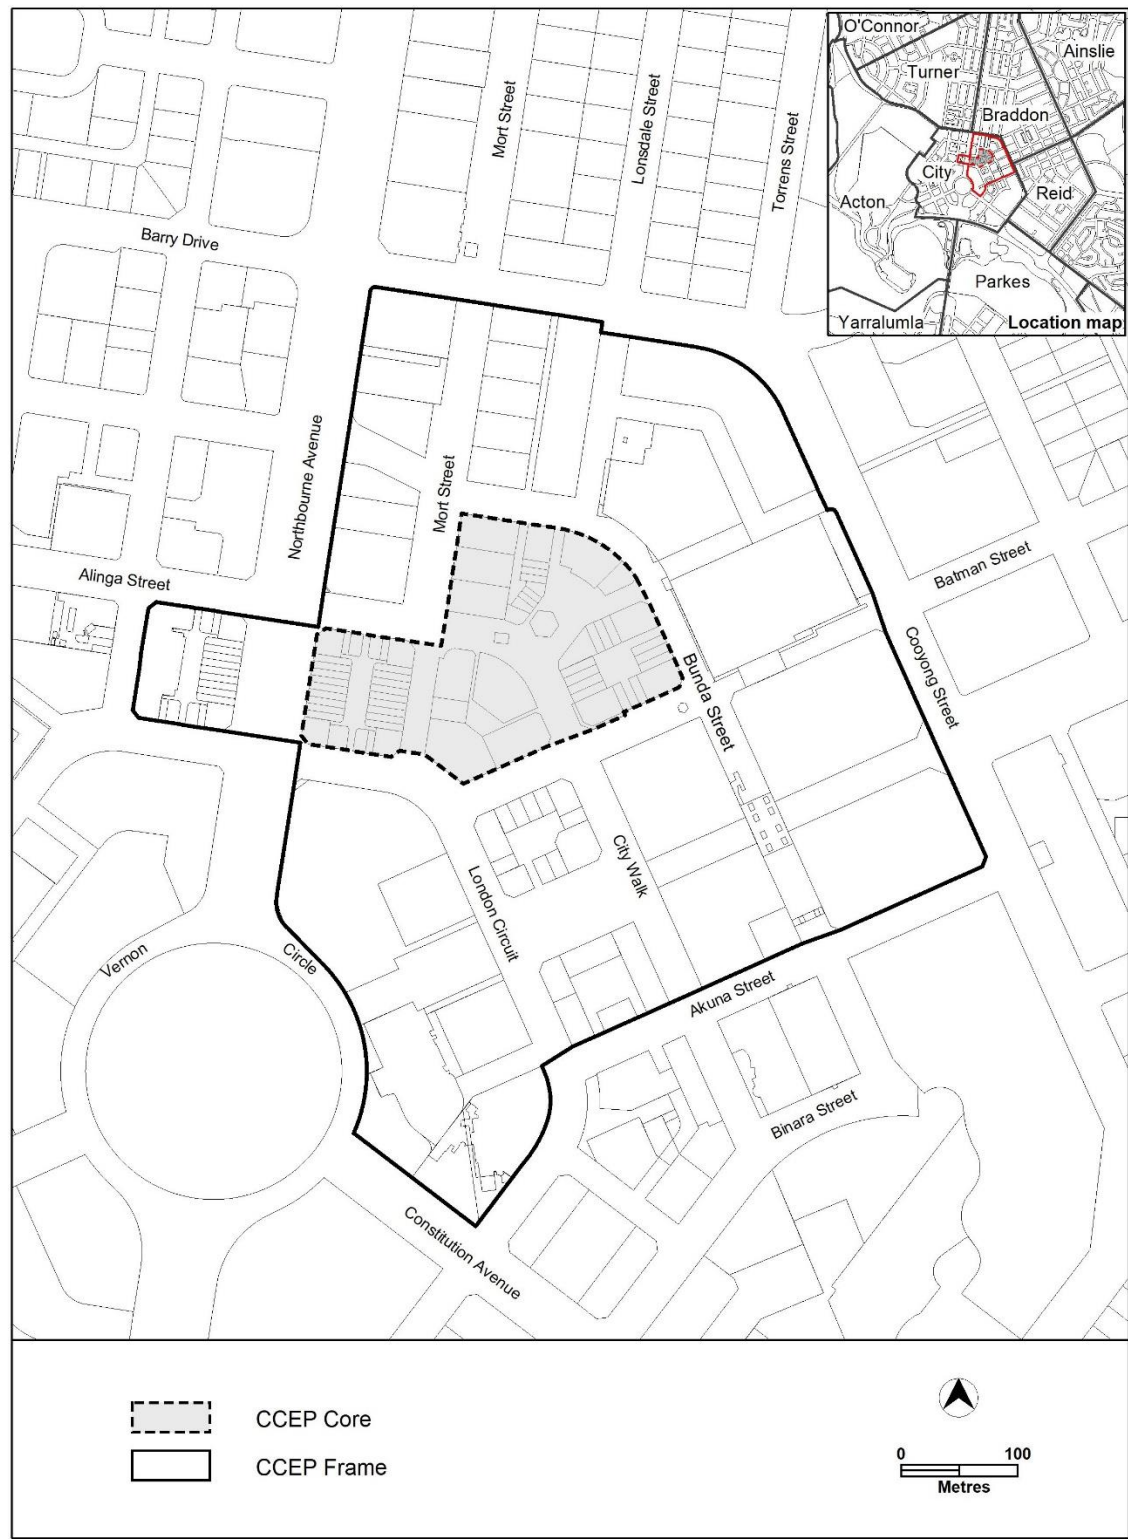 O'Connor
Ainslie
Turner
Braddon
City
Reid
Acton
Parkes
Yarralumla
Location map
Mort Street
Lonsdale Street
Torrens Street
Barry Drive
Northbourne Avenue
Mort Street
Alinga Street
Batman Street
Cooyong Street
Bunda Street
City Walk
London Circuit
Vernon
Circle
Akuna Street
Binara Street
Constitution Avenue
CCEP Core
CCEP Frame
0 100
Metres